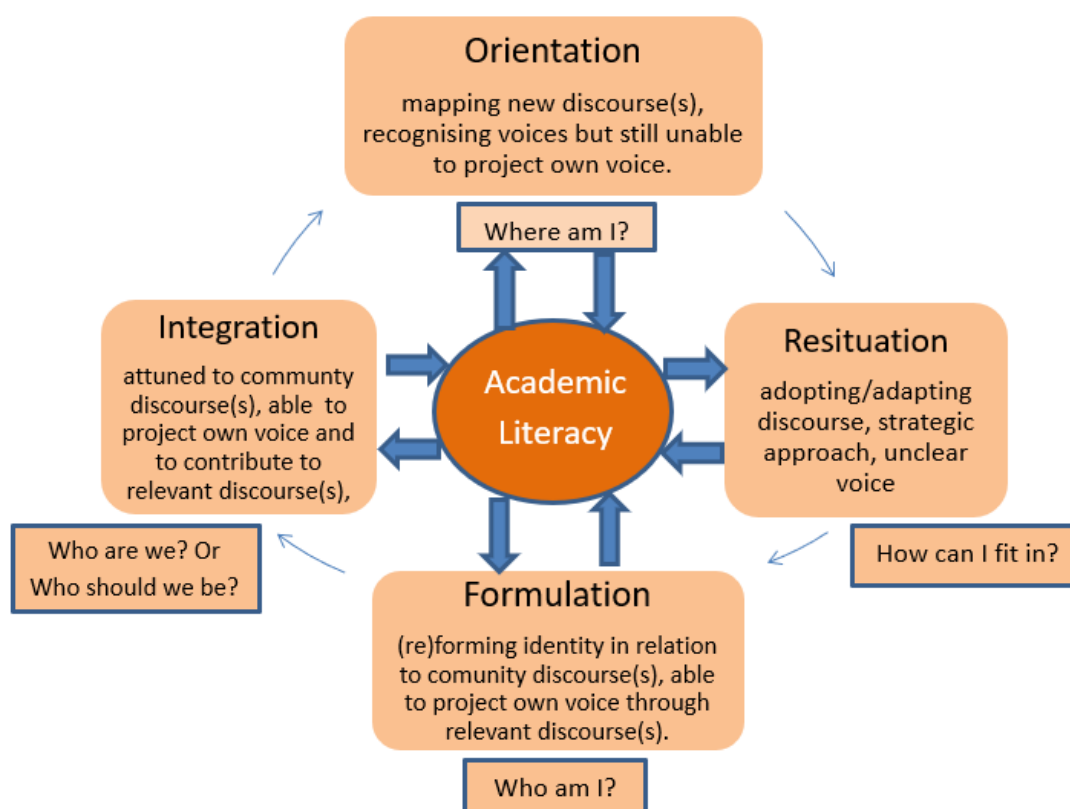 Orientation
mapping new discourse(s),
recognising voices but still unable
to project own voice.
Where am I?
Integration
attuned to communty
discourse(s), able to
project own voice and
to contribute to
relevant discourse(s),
Who are we? Or
Who should we be?
Academic
Literacy
Resituation
adopting/adapting
discourse, strategic
approach, unclear
voice
How can I fit in?
Formulation
(re)forming identity in relation
to comunity discourse(s), able
to project own voice through
relevant discourse(s).
Who am I?